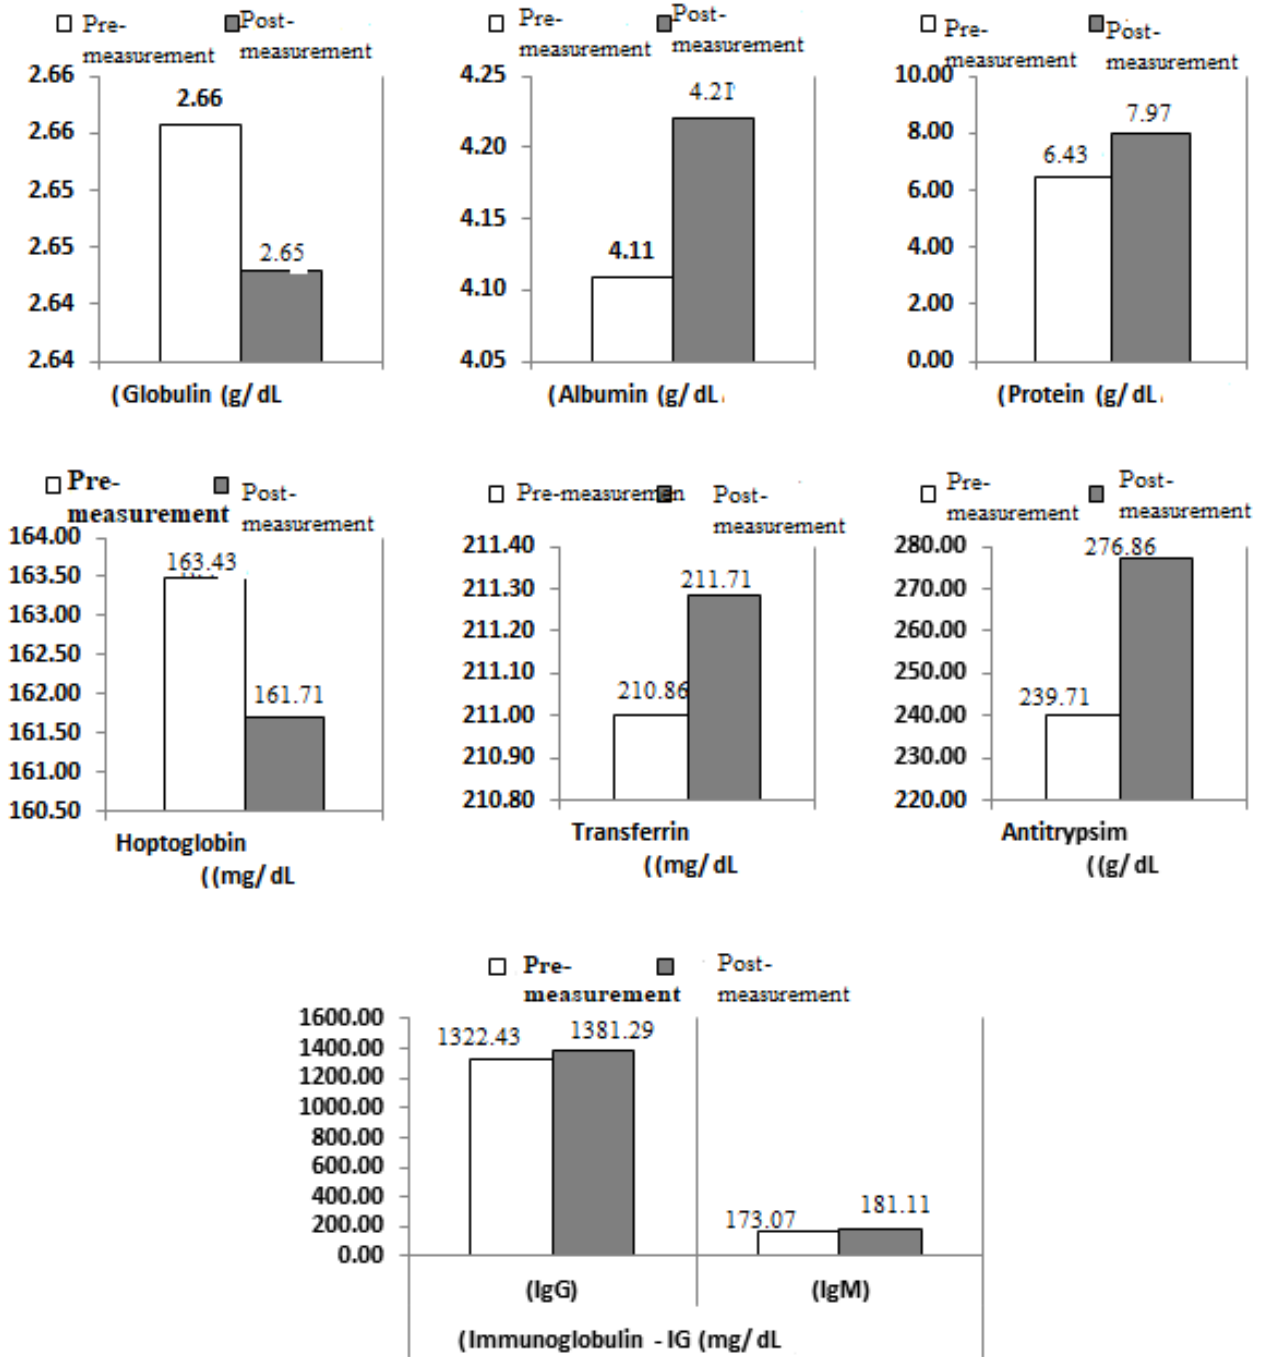 Pre-
measurement
Post-
measurement
2.66
2.66
2.65
2.65
2.64
2.64
2.66
2.65
(Globulin (g/ dL
Pre-
measurement
Post-
measurement
4.25
4.20
4.15
4.10
4.05
4.11
4.21
(Albumin (g/ dL
Pre-
measurement
Post-
measurement
10.00
8.00
6.00
4.00
2.00
0.00
6.43
7.97
(Protein (g/ dL
Pre-
measurement
Post-
measurement
164.00
163.50
163.00
162.50
162.00
161.50
161.00
160.50
163.43
161.71
Hoptoglobin
((mg/ dL
Pre-measuremen
Post-
measurement
211.40
211.30
211.20
211.10
211.00
210.90
210.80
210.86
211.71
Transferrin
((mg/ dL
Pre-
measurement
Post-
measurement
280.00
270.00
260.00
250.00
240.00
230.00
220.00
239.71
276.86
Antitrypsim
((g/ dL
Pre-
measurement
Post-
measurement
1600.00
1400.00
1200.00
1000.00
800.00
600.00
400.00
200.00
0.00
1322.43
1381.29
173.07
181.11
(IgG)
(IgM)
(Immunoglobulin - IG (mg/ dL